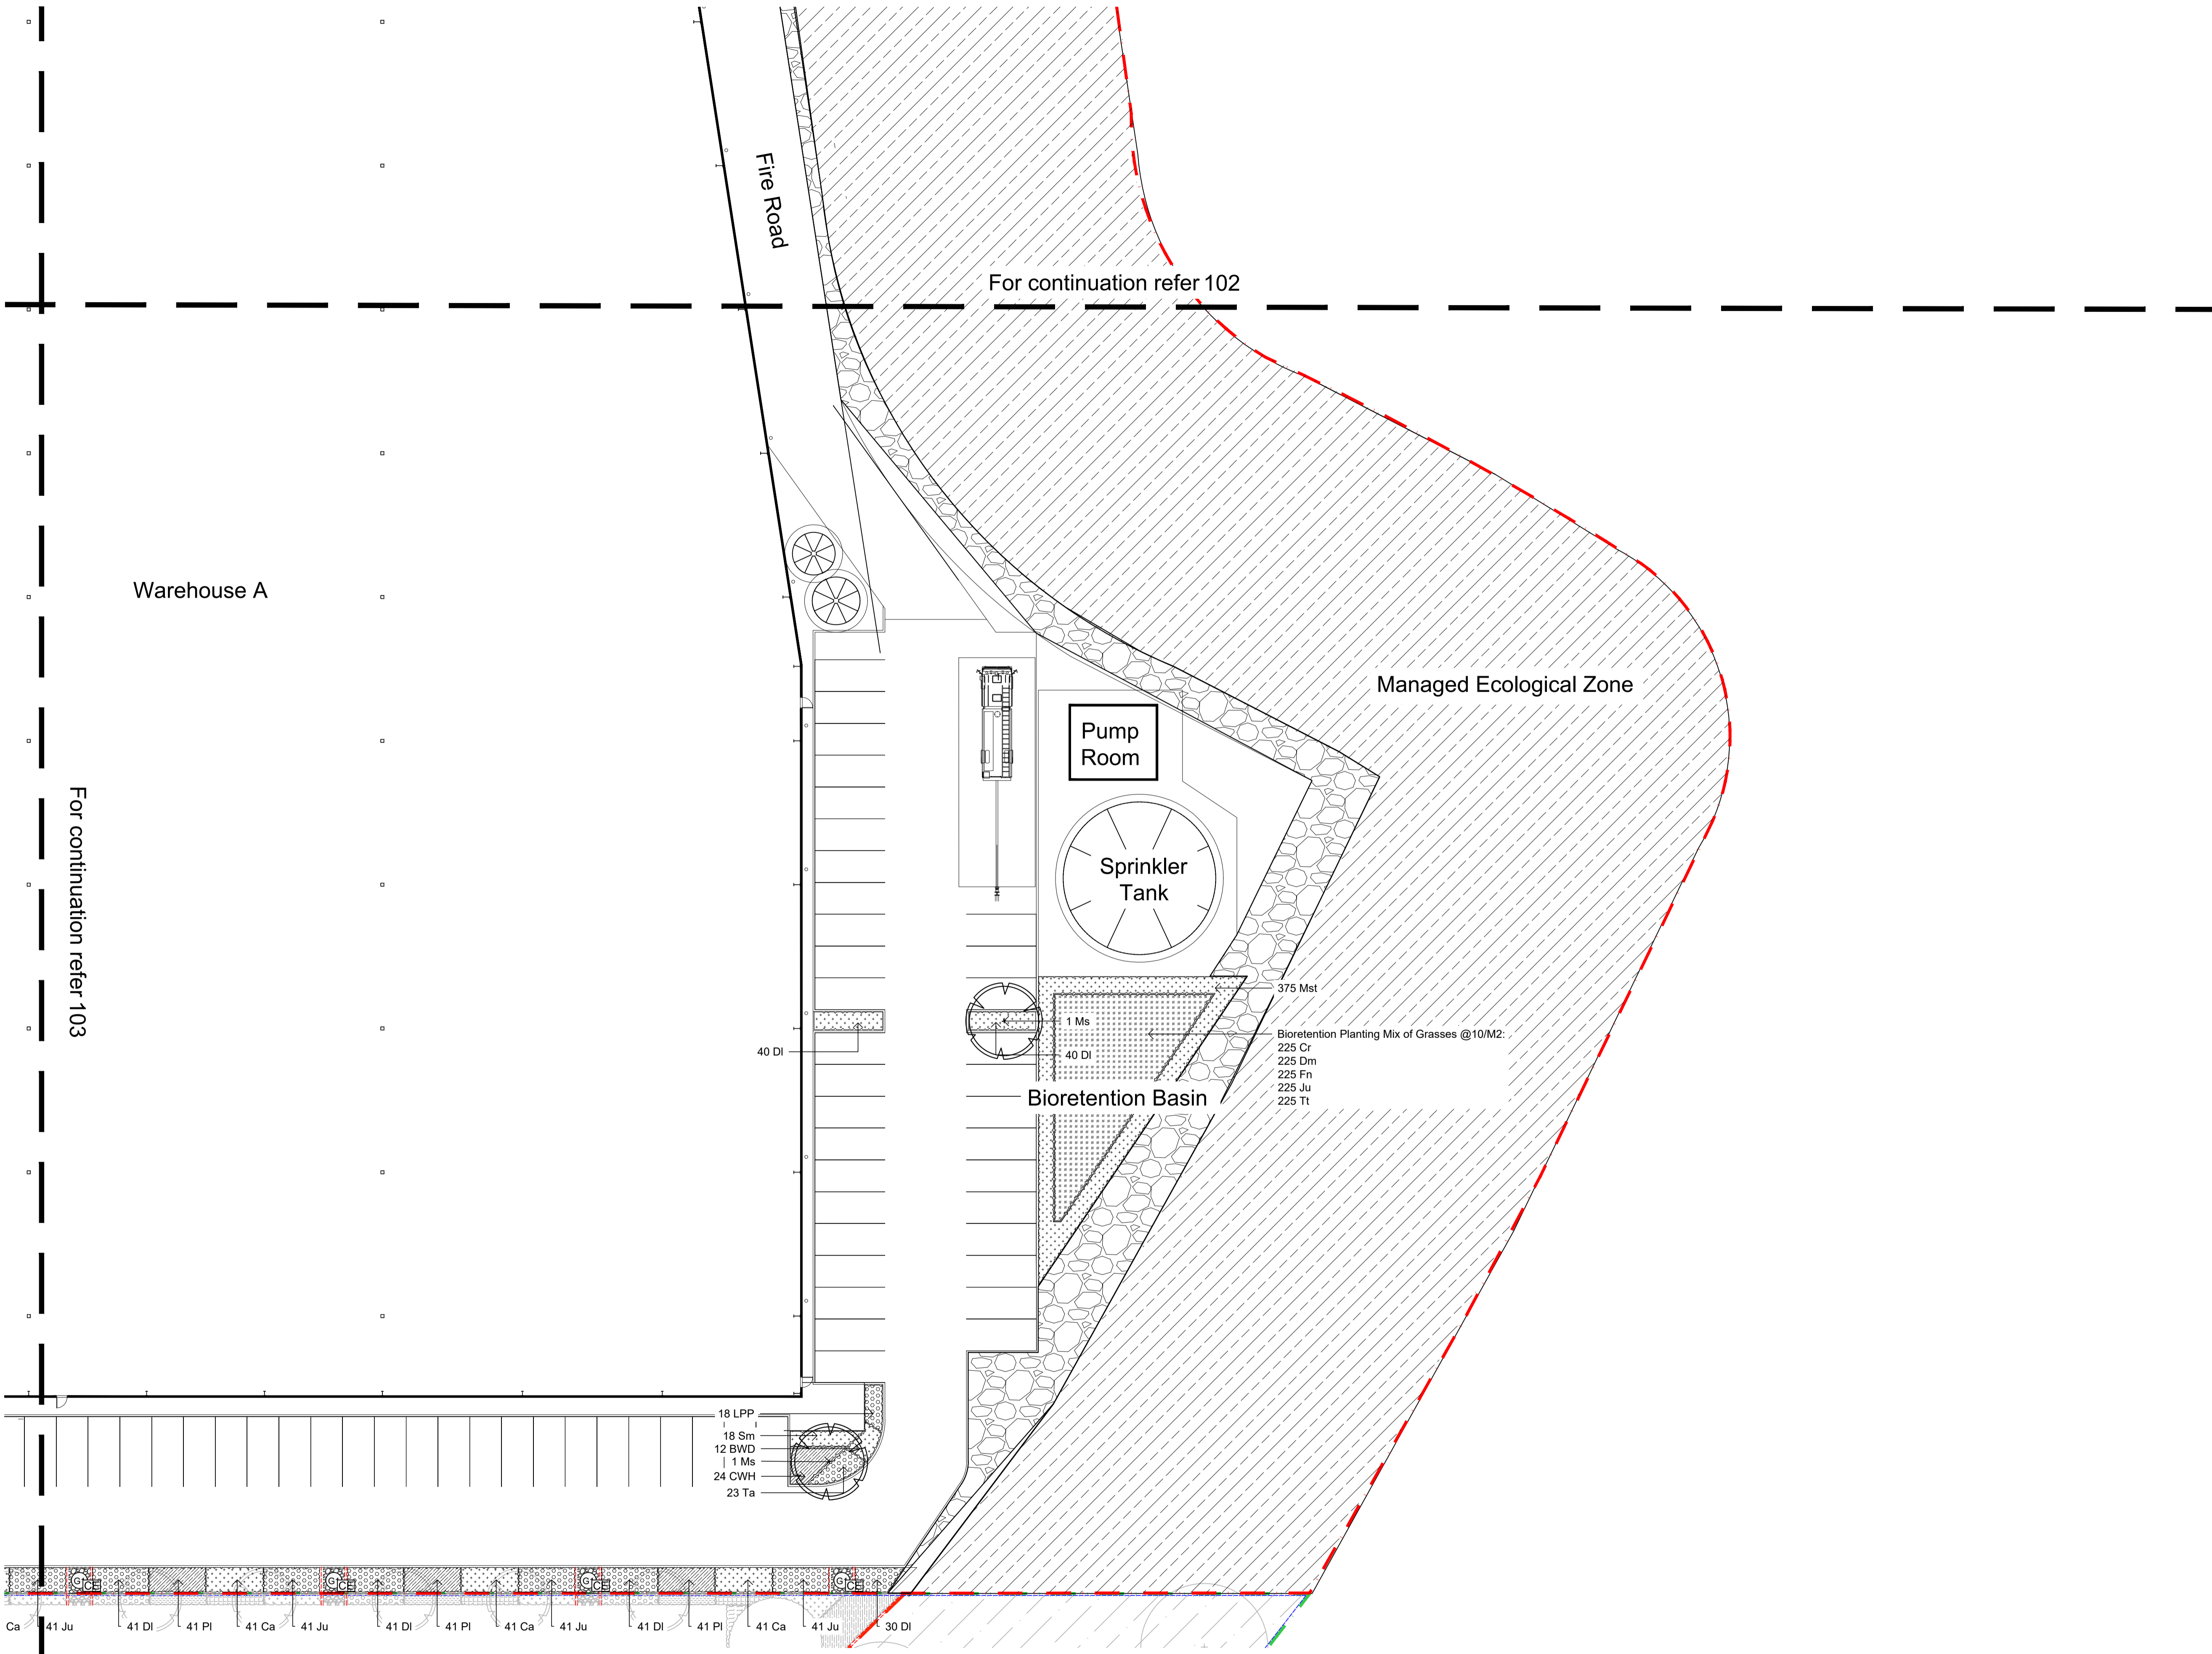 Fire Road
For continuation refer 102
Warehouse A
Managed Ecological Zone
Pump
Room
For continuation refer 103
Sprinkler
Tank
375 Mst
1 Ms
Bioretention Planting Mix of Grasses @10/M2:
225 Cr
225 Dm
225 Fn
225 Ju
225 Tt
40 Dl
40 Dl
Bioretention Basin
18 LPP
18 Sm
12 BWD
1 Ms
24 CWH
23 Ta
G CE G CE G CE G CE
Ca 41 Ju 41 Dl 41 Pl 41 Ca 41 Ju 41 Dl 41 Pl 41 Ca 41 Ju 41 Dl 41 Pl 41 Ca 41 Ju 30 Dl